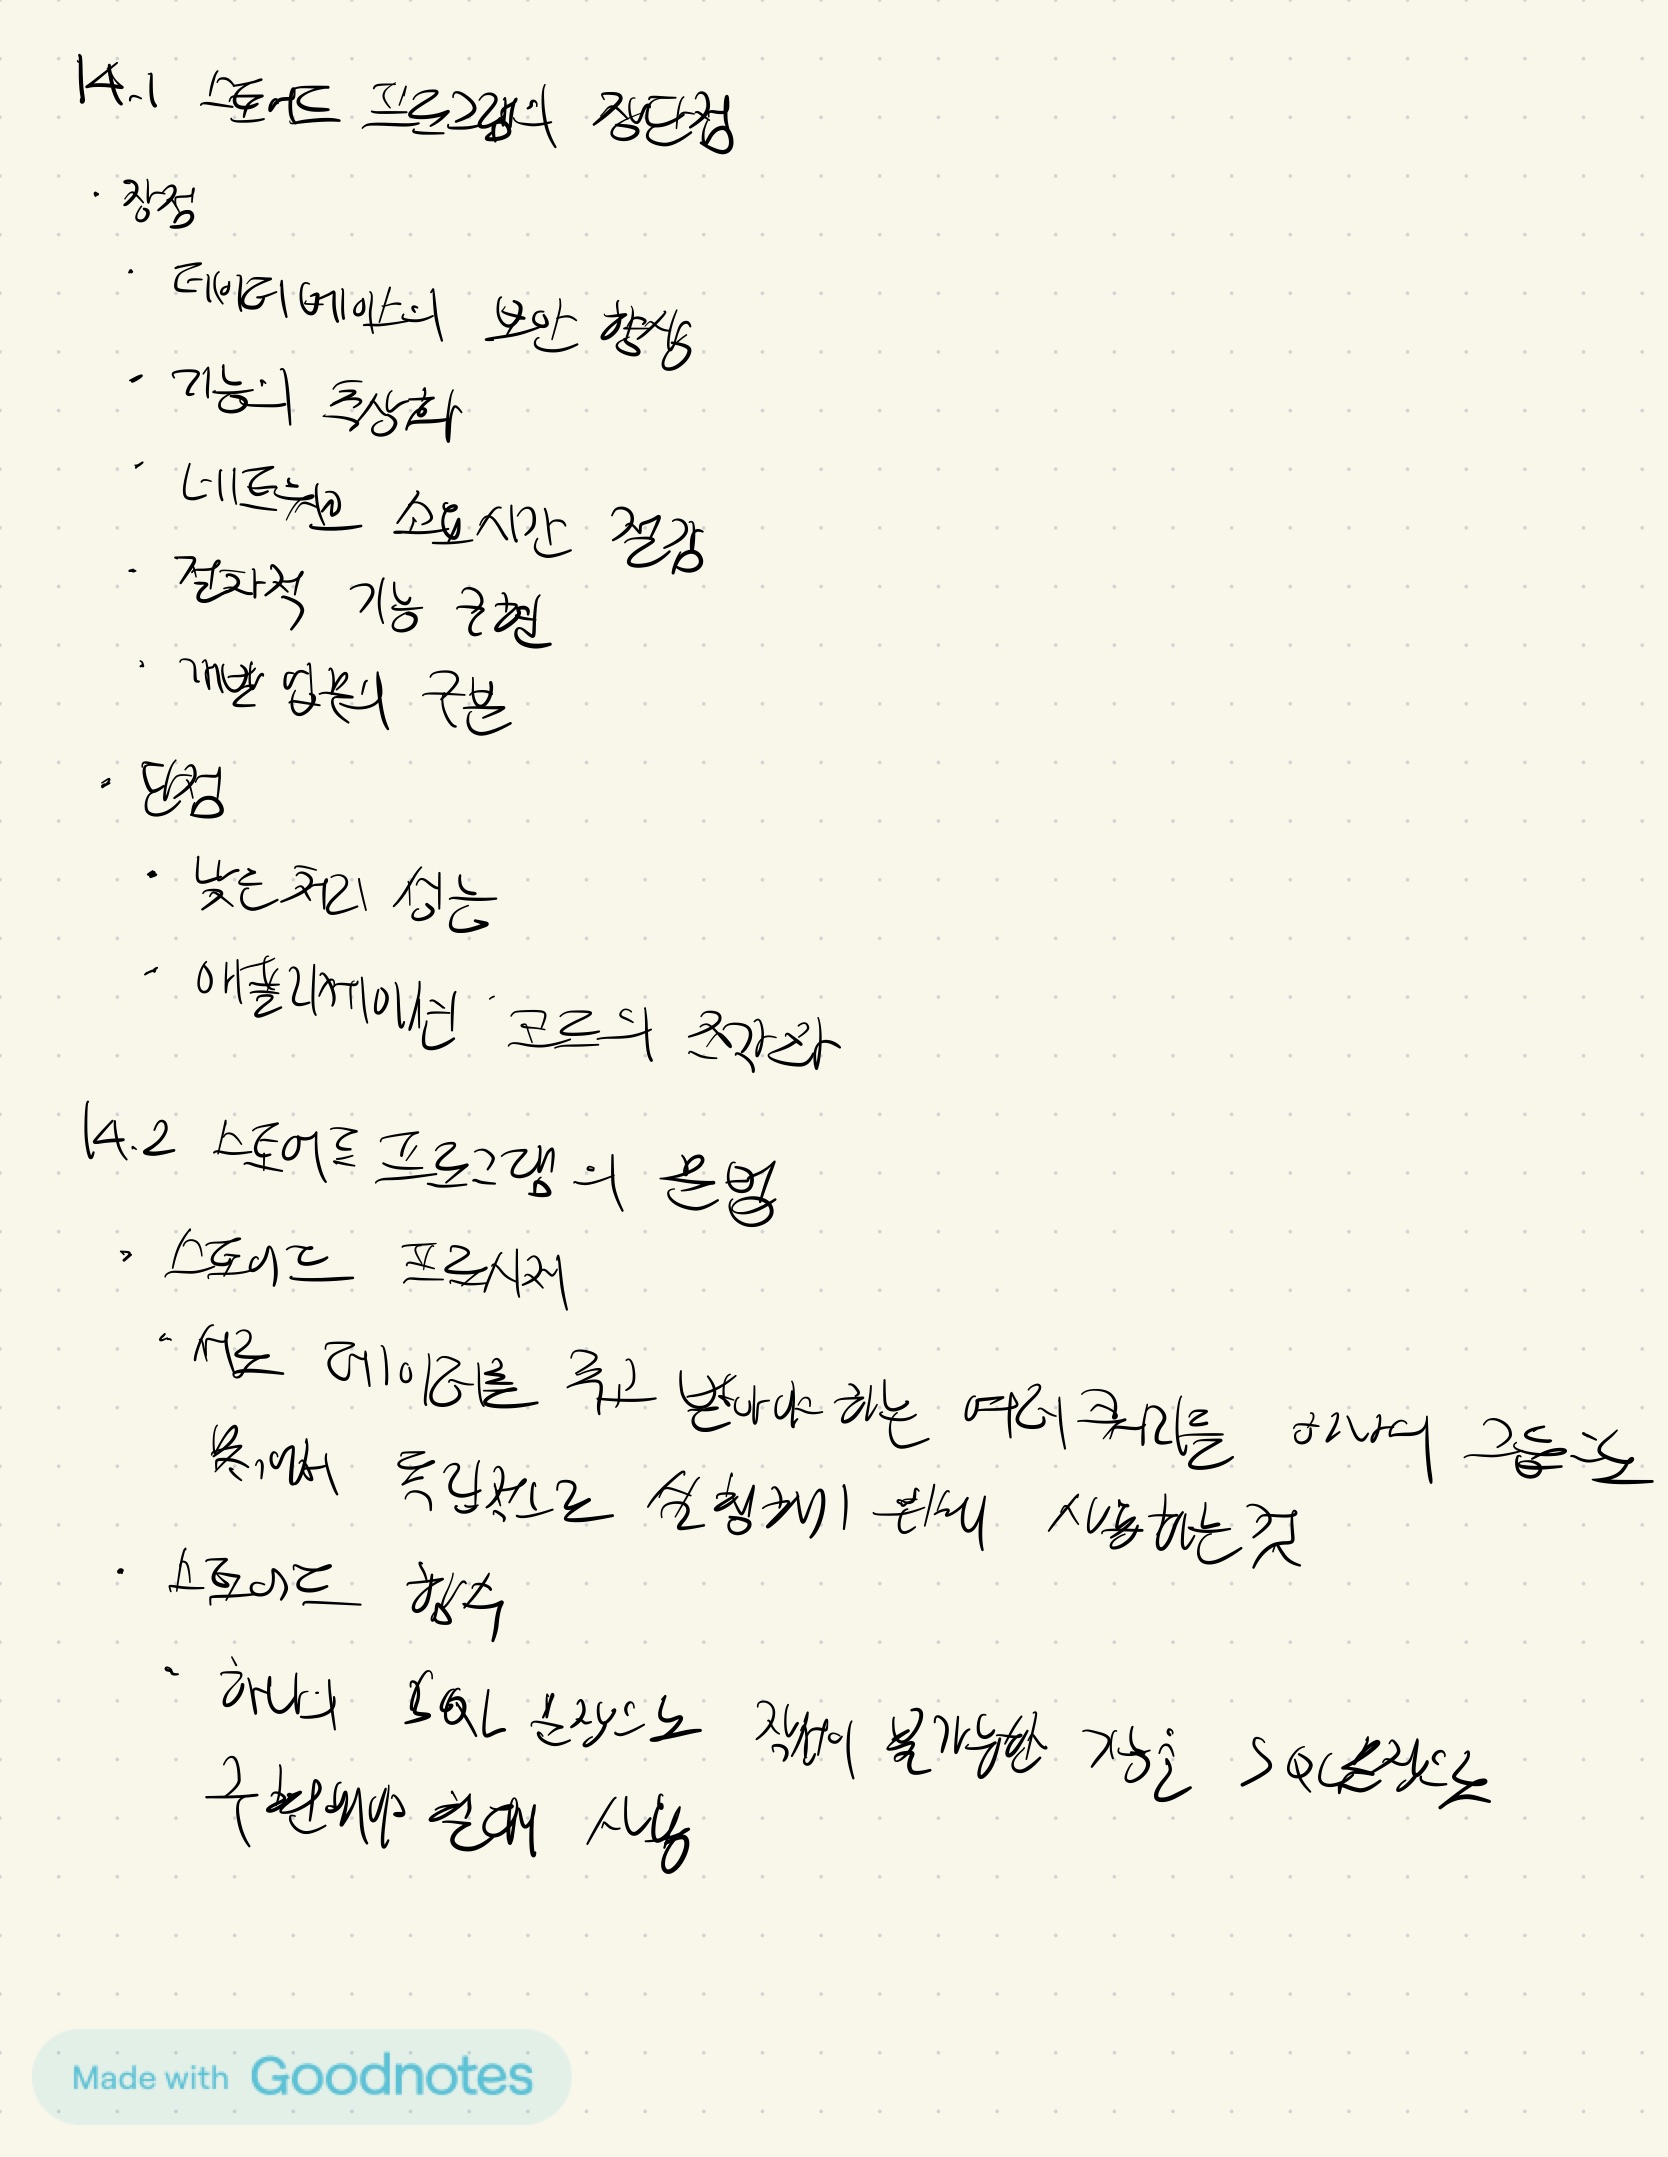 14.1 스토어드 프로그램의 장단점
· 장점
· 데이터베이스의 보안 향상
· 기능의 추상화
· 네트워크 소요시간 절감
· 절차적 기능 구현
· 개발 업무의 구분
· 단점
· 낮은 처리 성능
· 애플리케이션 코드의 조각화
14.2 스토어드 프로그램의 문법
· 스토어드 프로시저
· 서로 데이터를 주고 받아야 하는 여러 쿼리를 하나의 그룹으로
묶어서 독립적으로 실행하기 위해 사용하는 것
· 스토어드 함수
· 하나의 SQL 문장으로 작성이 불가능한 기능을 SQL문장으로
구현해야 할때 사용
Made with Goodnotes